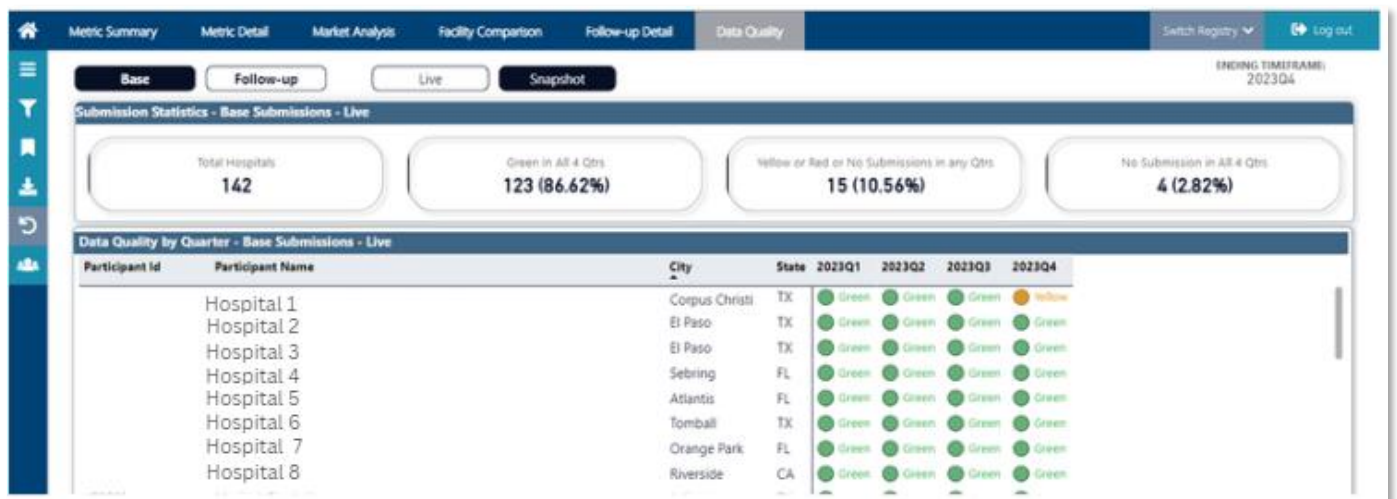 Metric Summary Metric Detail Market Analysis Facility Comparison Follow-up Detail Data Quality Switch Registry Log out
Base Follow-up Live Snapshot
ENDING TIMEFRAME:
2023Q4
Submission Statistics - Base Submissions - Live
Total Hospitals Green in All 4 Qtrs Yellow or Red or No Submissions in any Qtrs No Submission in All 4 Qtrs
142 123 (86.62%) 15 (10.56%) 4 (2.82%)
Data Quality by Quarter - Base Submissions - Live
Participant Id Participant Name City State 2023Q1 2023Q2 2023Q3 2023Q4
Hospital 1 Corpus Christi TX Green Green Green Yellow
Hospital 2 El Paso TX Green Green Green Green
Hospital 3 El Paso TX Green Green Green Green
Hospital 4 Sebring FL Green Green Green Green
Hospital 5 Atlantis FL Green Green Green Green
Hospital 6 Tomball TX Green Green Green Green
Hospital 7 Orange Park FL Green Green Green Green
Hospital 8 Riverside CA Green Green Green Green